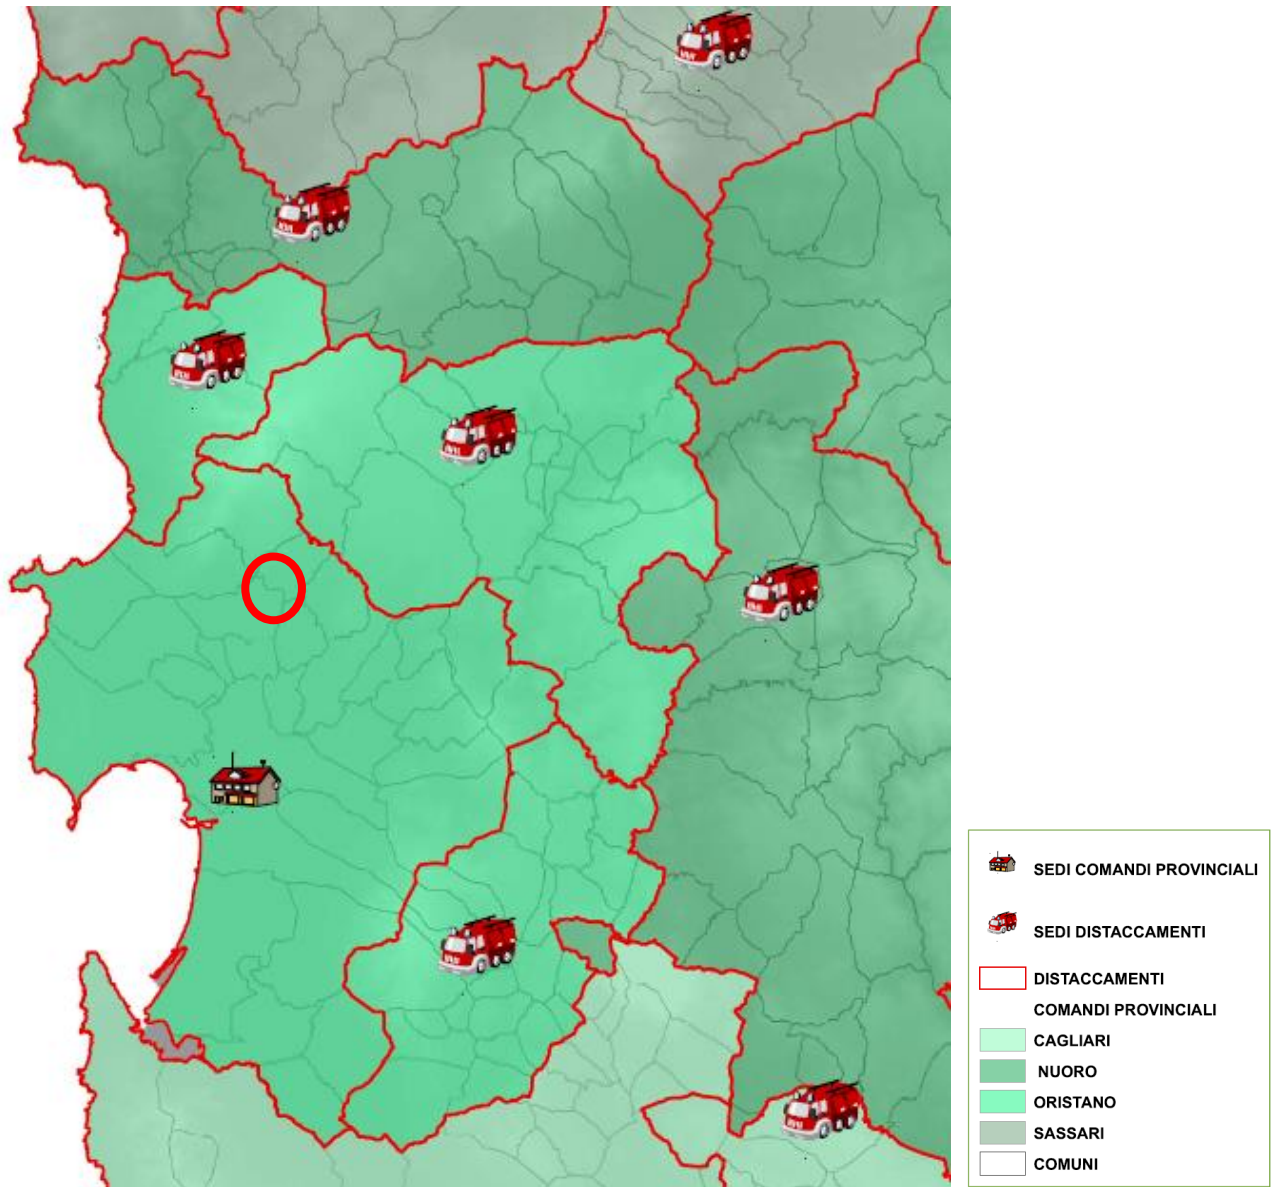 SEDI COMANDI PROVINCIALI
SEDI DISTACCAMENTI
DISTACCAMENTI
COMANDI PROVINCIALI
CAGLIARI
NUORO
ORISTANO
SASSARI
COMUNI